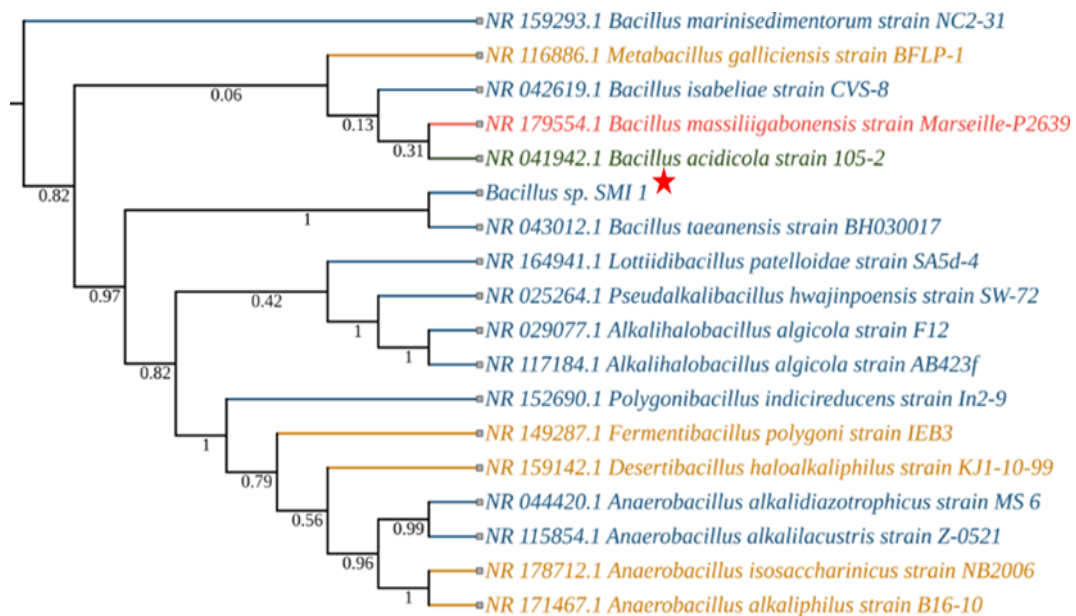 NR 159293.1 Bacillus marinisedimentorum strain NC2-31
NR 116886.1 Metabacillus galliciensis strain BFLP-1
0.06
NR 042619.1 Bacillus isabeliae strain CVS-8
0.13
NR 179554.1 Bacillus massiliigabonensis strain Marseille-P2639
0.31
NR 041942.1 Bacillus acidicola strain 105-2
0.82
Bacillus sp. SMI 1
1
NR 043012.1 Bacillus taeanensis strain BH030017
NR 164941.1 Lottiidibacillus patelloidae strain SA5d-4
0.97
0.42
NR 025264.1 Pseudalkalibacillus hwajinpoensis strain SW-72
1
NR 029077.1 Alkalihalobacillus algicola strain F12
1
NR 117184.1 Alkalihalobacillus algicola strain AB423f
0.82
NR 152690.1 Polygonibacillus indicireducens strain In2-9
1
NR 149287.1 Fermentibacillus polygoni strain IEB3
0.79
NR 159142.1 Desertibacillus haloalkaliphilus strain KJ1-10-99
0.56
NR 044420.1 Anaerobacillus alkalidiazotrophicus strain MS 6
0.99
NR 115854.1 Anaerobacillus alkalilacustris strain Z-0521
0.96
NR 178712.1 Anaerobacillus isosaccharinicus strain NB2006
1
NR 171467.1 Anaerobacillus alkaliphilus strain B16-10